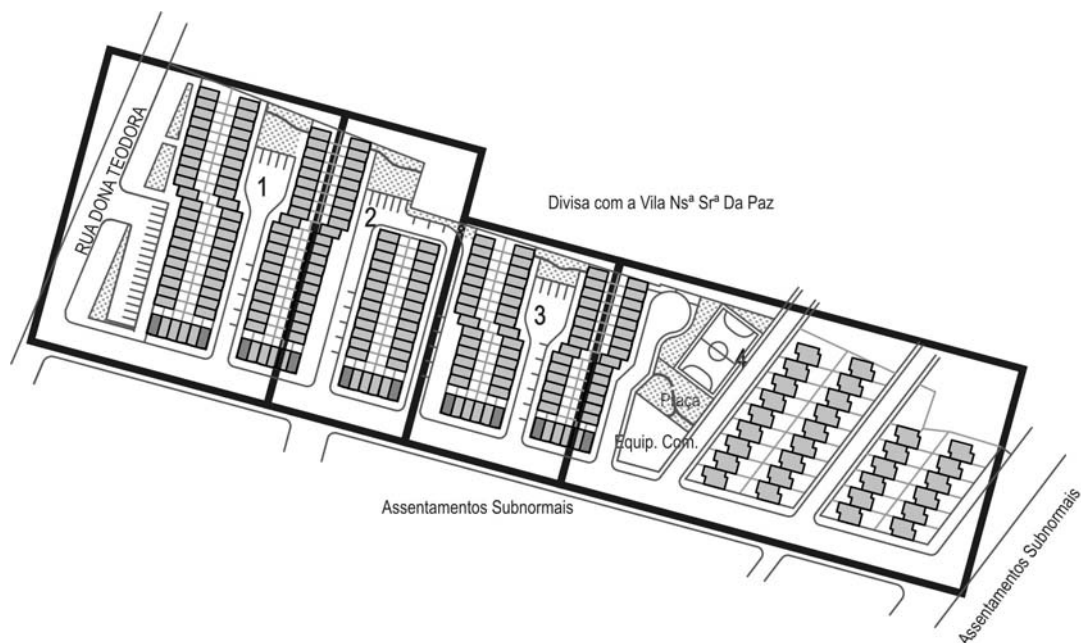 RUA DONA TEODORA
1
2
Divisa com a Vila Nsª Srª Da Paz
3
4
Praça
Equip. Com.
Assentamentos Subnormais
Assentamentos Subnormais